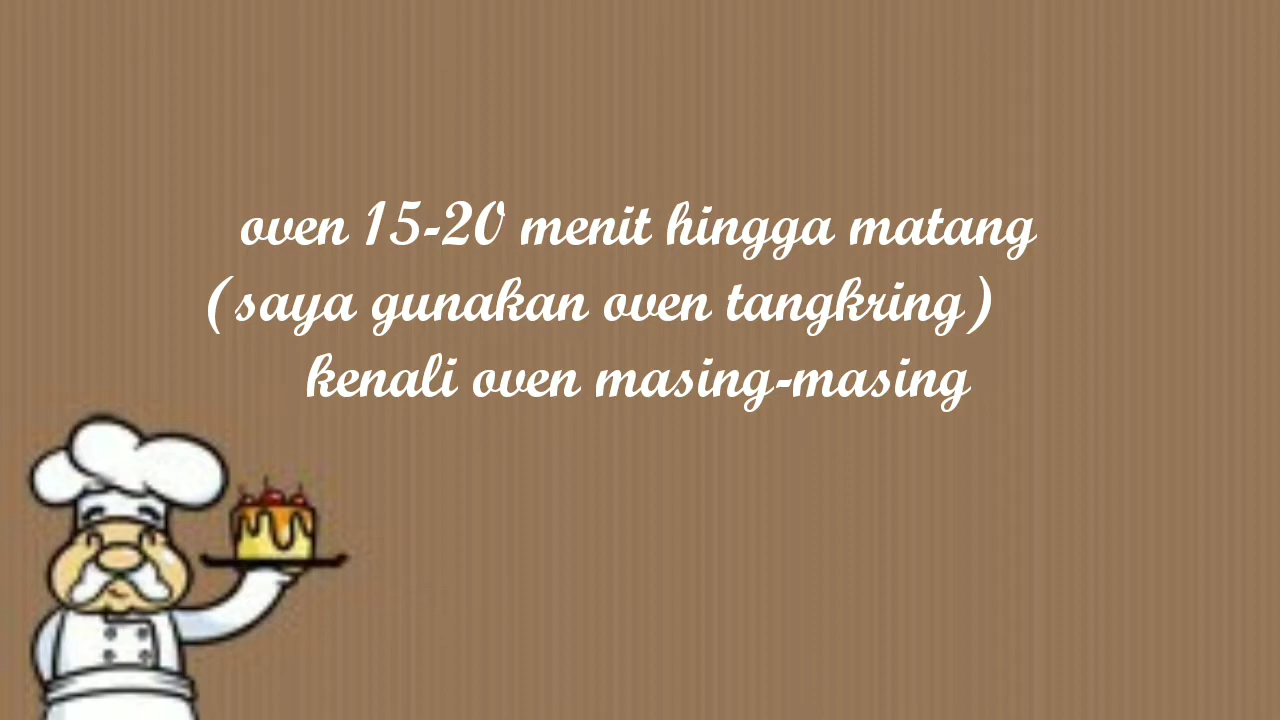 oven 15-20 menit hingga matang
(saya gunakan oven tangkring)
kenali oven masing-masing